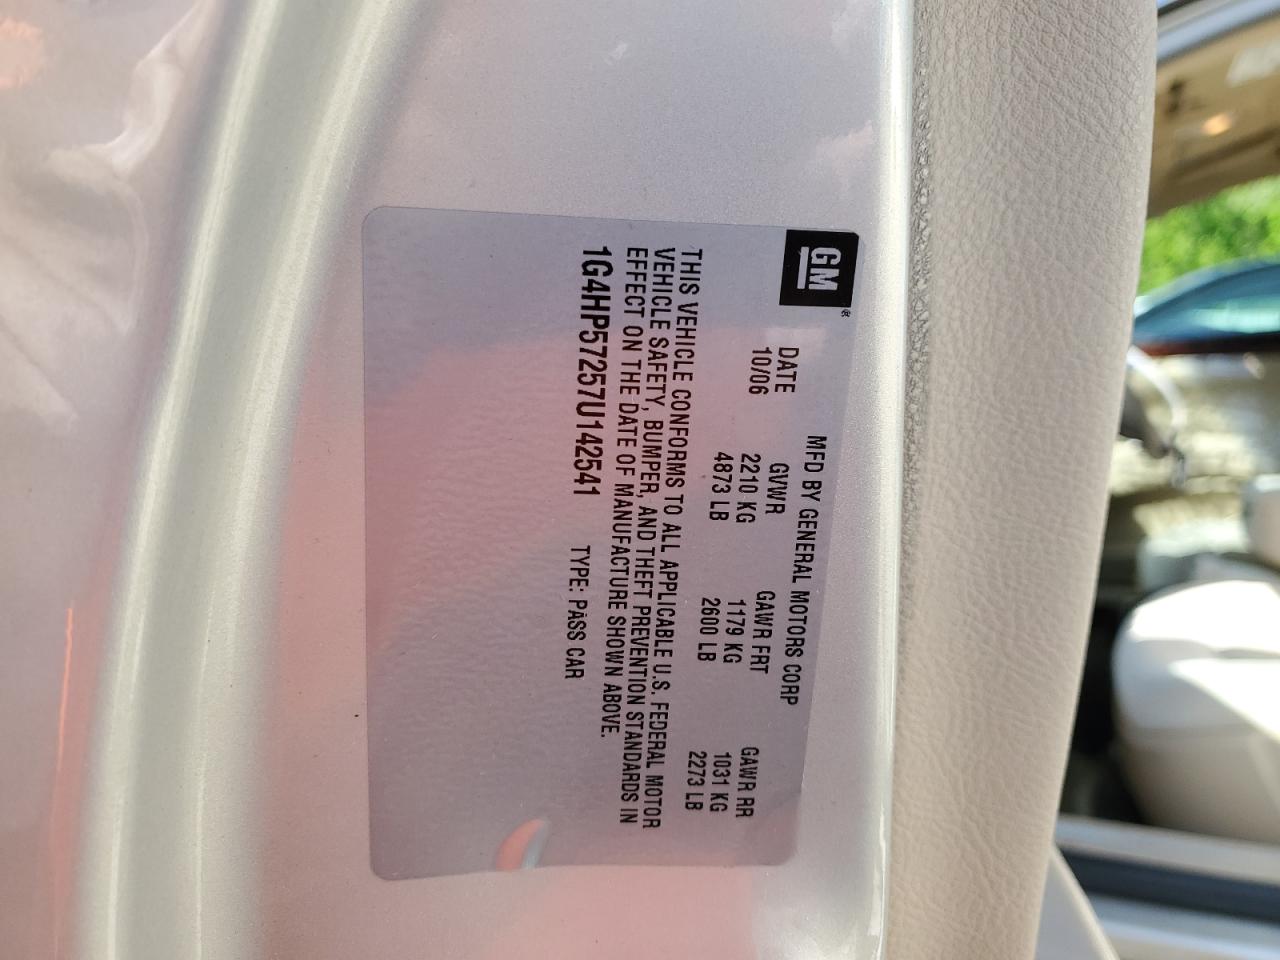 GM®
MFD BY GENERAL MOTORS CORP
DATE GVWR GAWR FRT GAWR RR
10/06 2210 KG 1179 KG 1031 KG
4873 LB 2600 LB 2273 LB
THIS VEHICLE CONFORMS TO ALL APPLICABLE U.S. FEDERAL MOTOR
VEHICLE SAFETY, BUMPER, AND THEFT PREVENTION STANDARDS IN
EFFECT ON THE DATE OF MANUFACTURE SHOWN ABOVE.
1G4HP57257U142541 TYPE: PASS CAR